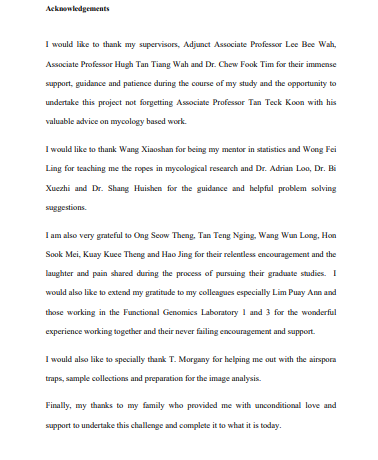 Acknowledgements
I would like to thank my supervisors, Adjunct Associate Professor Lee Bee Wah,
Associate Professor Hugh Tan Tiang Wah and Dr. Chew Fook Tim for their immense
support, guidance and patience during the course of my study and the opportunity to
undertake this project not forgetting Associate Professor Tan Teck Koon with his
valuable advice on mycology based work.
I would like to thank Wang Xiaoshan for being my mentor in statistics and Wong Fei
Ling for teaching me the ropes in mycological research and Dr. Adrian Loo, Dr. Bi
Xuezhi and Dr. Shang Huishen for the guidance and helpful problem solving
suggestions.
I am also very grateful to Ong Seow Theng, Tan Teng Nging, Wang Wun Long, Hon
Sook Mei, Kuay Kuee Theng and Hao Jing for their relentless encouragement and the
laughter and pain shared during the process of pursuing their graduate studies. I
would also like to extend my gratitude to my colleagues especially Lim Puay Ann and
those working in the Functional Genomics Laboratory 1 and 3 for the wonderful
experience working together and their never failing encouragement and support.
I would also like to specially thank T. Morgany for helping me out with the airspora
traps, sample collections and preparation for the image analysis.
Finally, my thanks to my family who provided me with unconditional love and
support to undertake this challenge and complete it to what it is today.